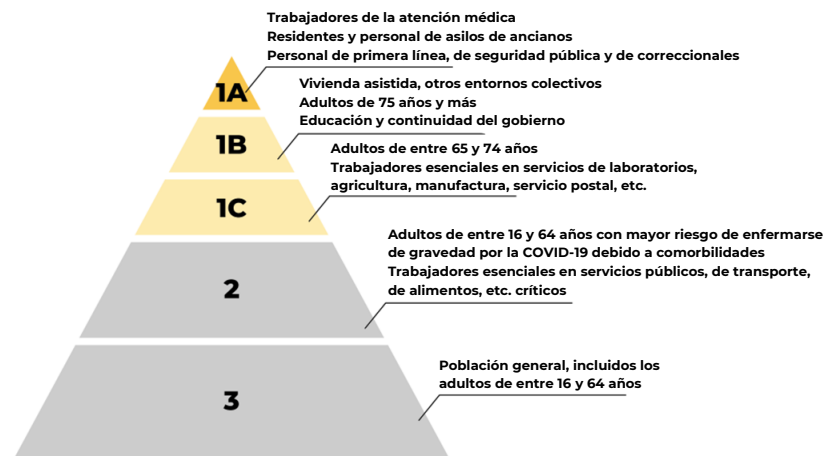 Trabajadores de la atención médica
Residentes y personal de asilos de ancianos
Personal de primera línea, de seguridad pública y de correccionales
1A
Vivienda asistida, otros entornos colectivos
Adultos de 75 años y más
Educación y continuidad del gobierno
1B
Adultos de entre 65 y 74 años
Trabajadores esenciales en servicios de laboratorios,
agricultura, manufactura, servicio postal, etc.
1C
Adultos de entre 16 y 64 años con mayor riesgo de enfermarse
de gravedad por la COVID-19 debido a comorbilidades
Trabajadores esenciales en servicios públicos, de transporte,
de alimentos, etc. críticos
2
Población general, incluidos los
adultos de entre 16 y 64 años
3